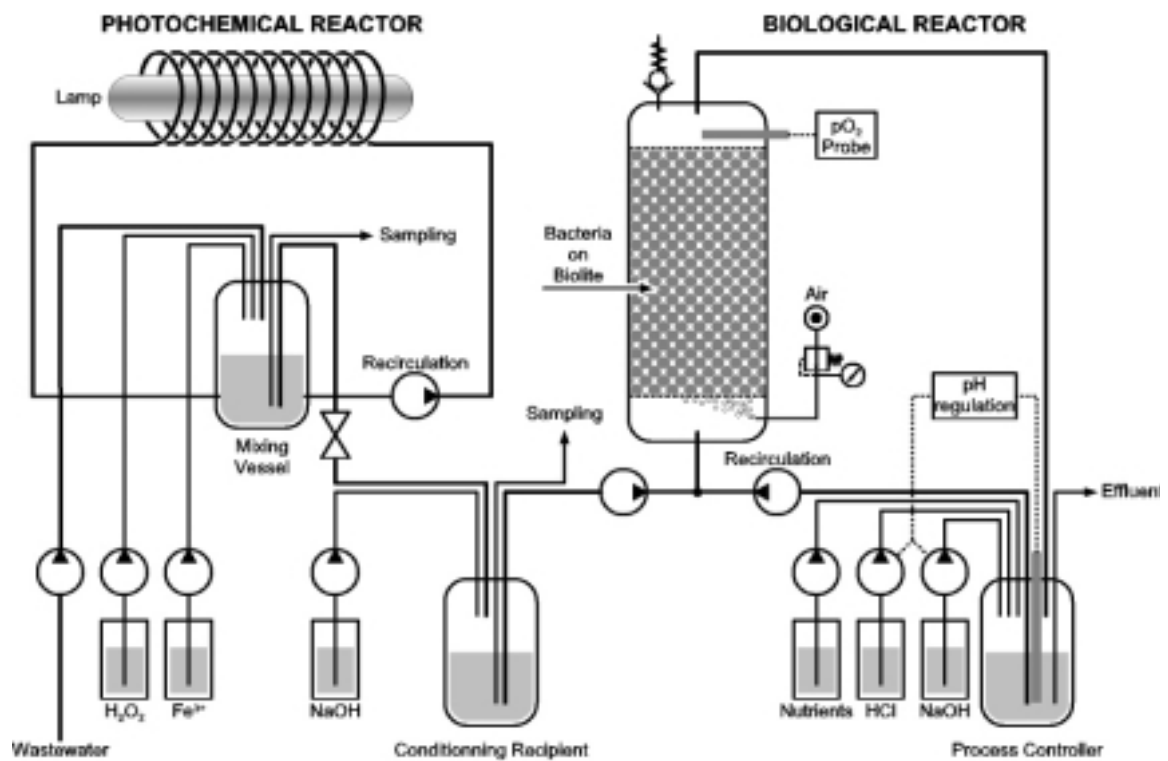 PHOTOCHEMICAL REACTOR
BIOLOGICAL REACTOR
Lamp
pO₂
Probe
Sampling
Bacteria
on
Biolite
Air
Recirculation
pH
regulation
Sampling
Mixing
Vessel
Recirculation
Effluent
H₂O₂
Fe³⁺
NaOH
Nutrients
HCl
NaOH
Wastewater
Conditionning Recipient
Process Controller